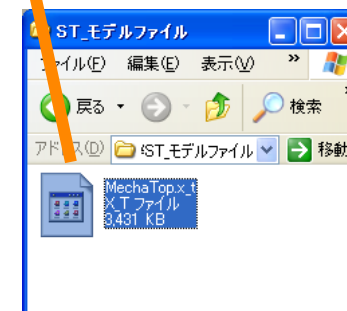 ST_モデルファイル
ァイル(F) 編集(E) 表示(V) »
戻る 検索
アドレス(D) ST_モデルファイル 移動
MechaTop.x_t
X_T ファイル
3,431 KB